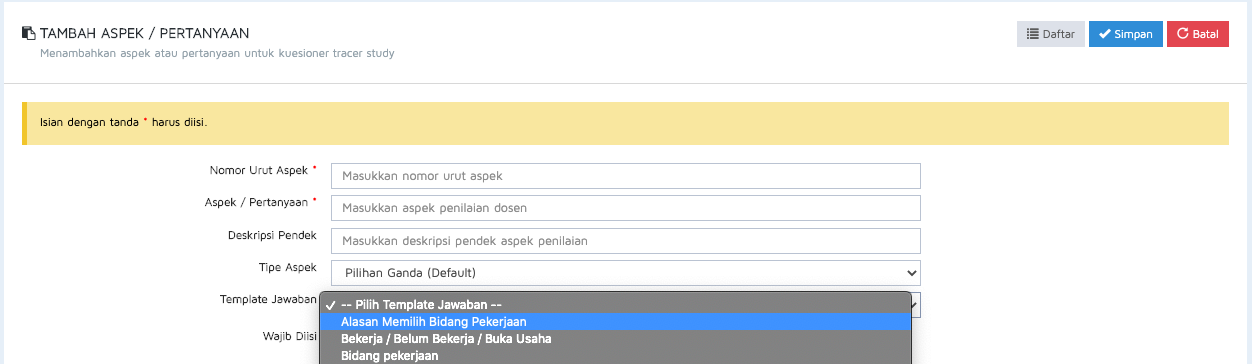 TAMBAH ASPEK / PERTANYAAN
Menambahkan aspek atau pertanyaan untuk kuesioner tracer study
Daftar
Simpan
Batal
Isian dengan tanda * harus diisi.
Nomor Urut Aspek *
Masukkan nomor urut aspek
Aspek / Pertanyaan *
Masukkan aspek penilaian dosen
Deskripsi Pendek
Masukkan deskripsi pendek aspek penilaian
Tipe Aspek
Pilihan Ganda (Default)
Template Jawaban
-- Pilih Template Jawaban --
Alasan Memilih Bidang Pekerjaan
Wajib Diisi
Bekerja / Belum Bekerja / Buka Usaha
Bidang pekerjaan